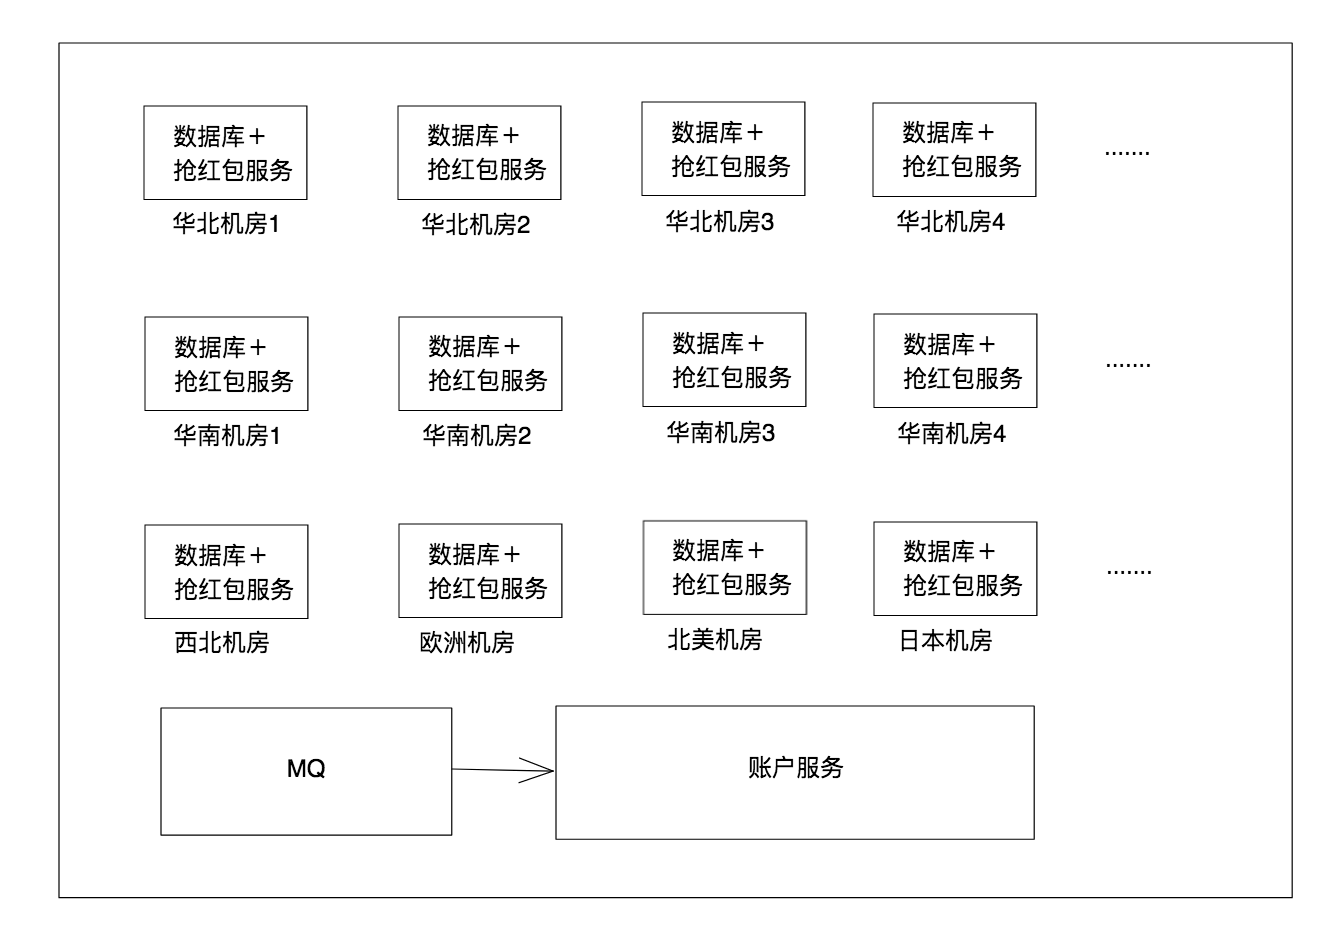 数据库＋
抢红包服务
华北机房1
数据库＋
抢红包服务
华北机房2
数据库＋
抢红包服务
华北机房3
数据库＋
抢红包服务
华北机房4
.......
数据库＋
抢红包服务
华南机房1
数据库＋
抢红包服务
华南机房2
数据库＋
抢红包服务
华南机房3
数据库＋
抢红包服务
华南机房4
.......
数据库＋
抢红包服务
西北机房
数据库＋
抢红包服务
欧洲机房
数据库＋
抢红包服务
北美机房
数据库＋
抢红包服务
日本机房
.......
MQ
账户服务